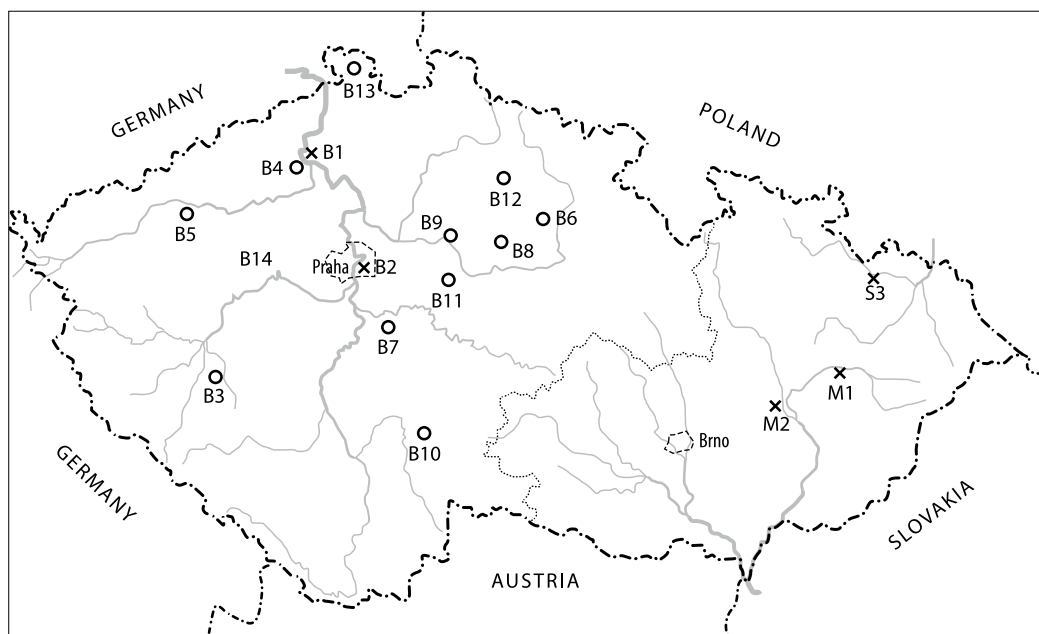 B13
GERMANY
POLAND
B1
B4
B12
B6
B5
B9
B8
B14
Praha
B2
S3
B11
B7
M1
B3
M2
B10
Brno
GERMANY
SLOVAKIA
AUSTRIA